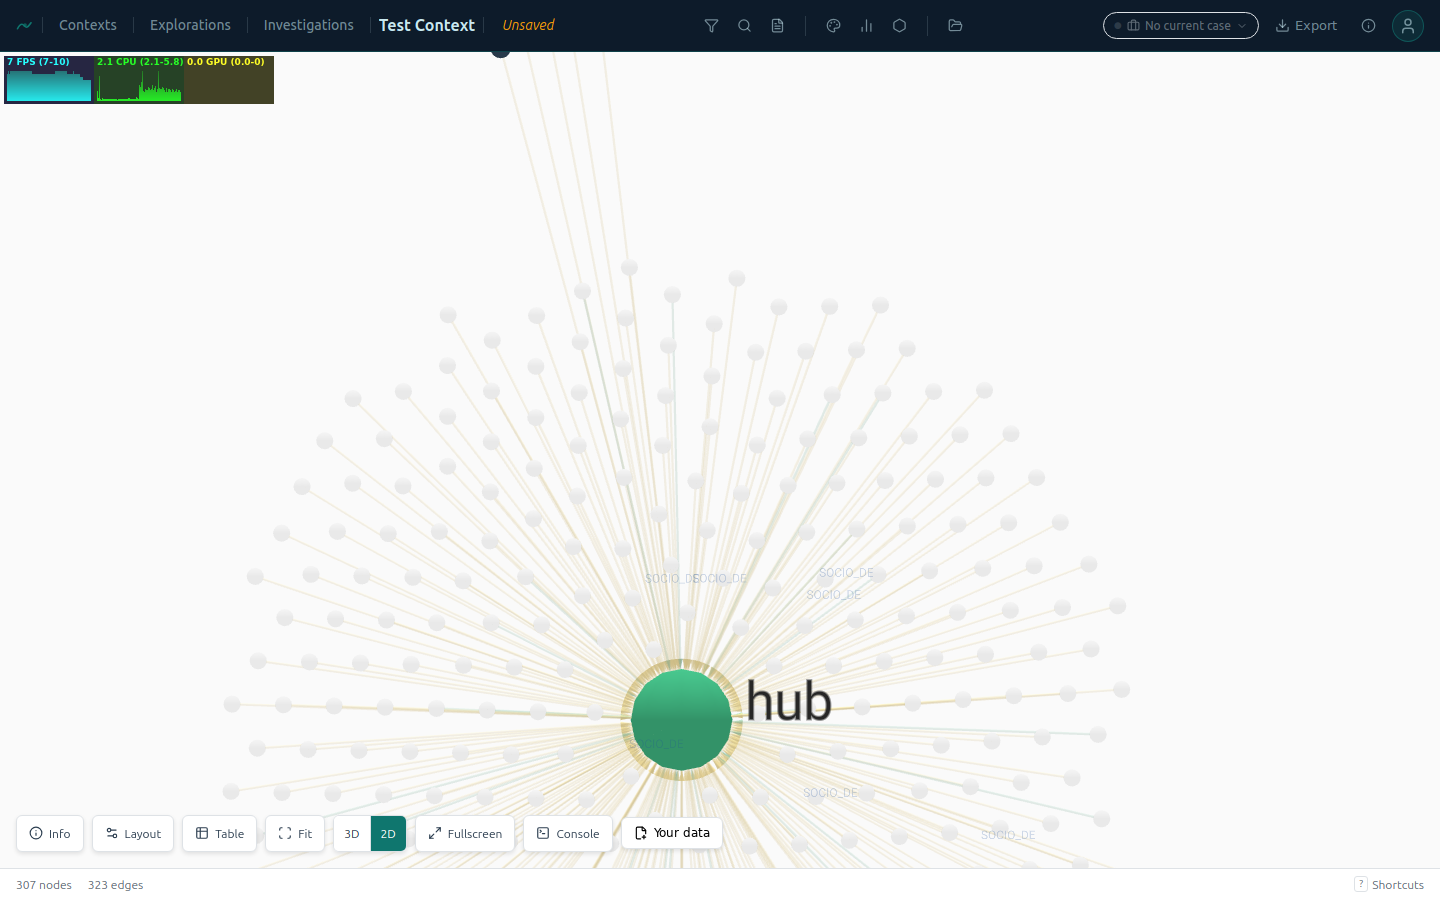 Contexts Explorations Investigations Test Context Unsaved No current case Export
7 FPS (7-10) 2.1 CPU (2.1-5.8) 0.0 GPU (0.0-0)
SOCIO_DE SOCIO_DE SOCIO_DE
SOCIO_DE
hub
SOCIO_DE
SOCIO_DE
SOCIO_DE
Info Layout Table Fit 3D 2D Fullscreen Console Your data
307 nodes 323 edges ? Shortcuts